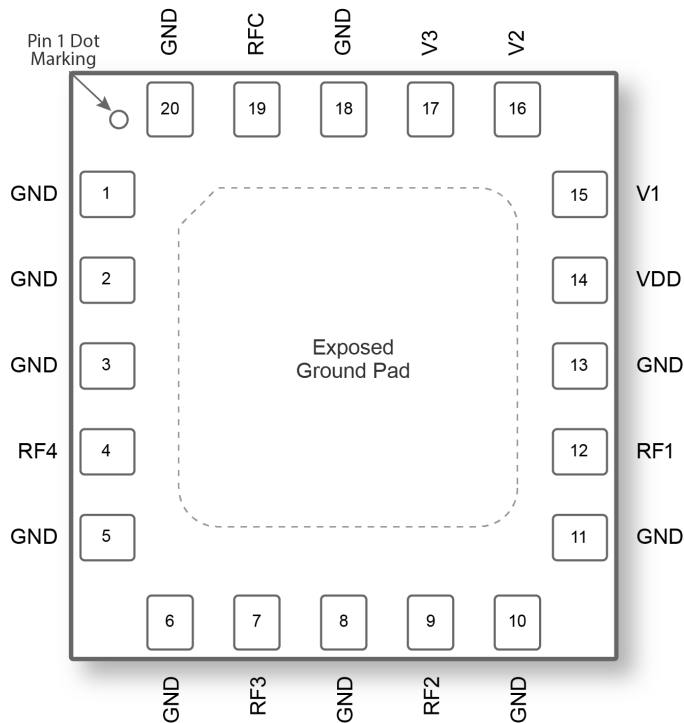 GND
RFC
GND
V3
V2
Pin 1 Dot
Marking
20
19
18
17
16
GND
1
15
V1
GND
2
14
VDD
Exposed
Ground Pad
GND
3
13
GND
RF4
4
12
RF1
GND
5
11
GND
6
7
8
9
10
GND
RF3
GND
RF2
GND